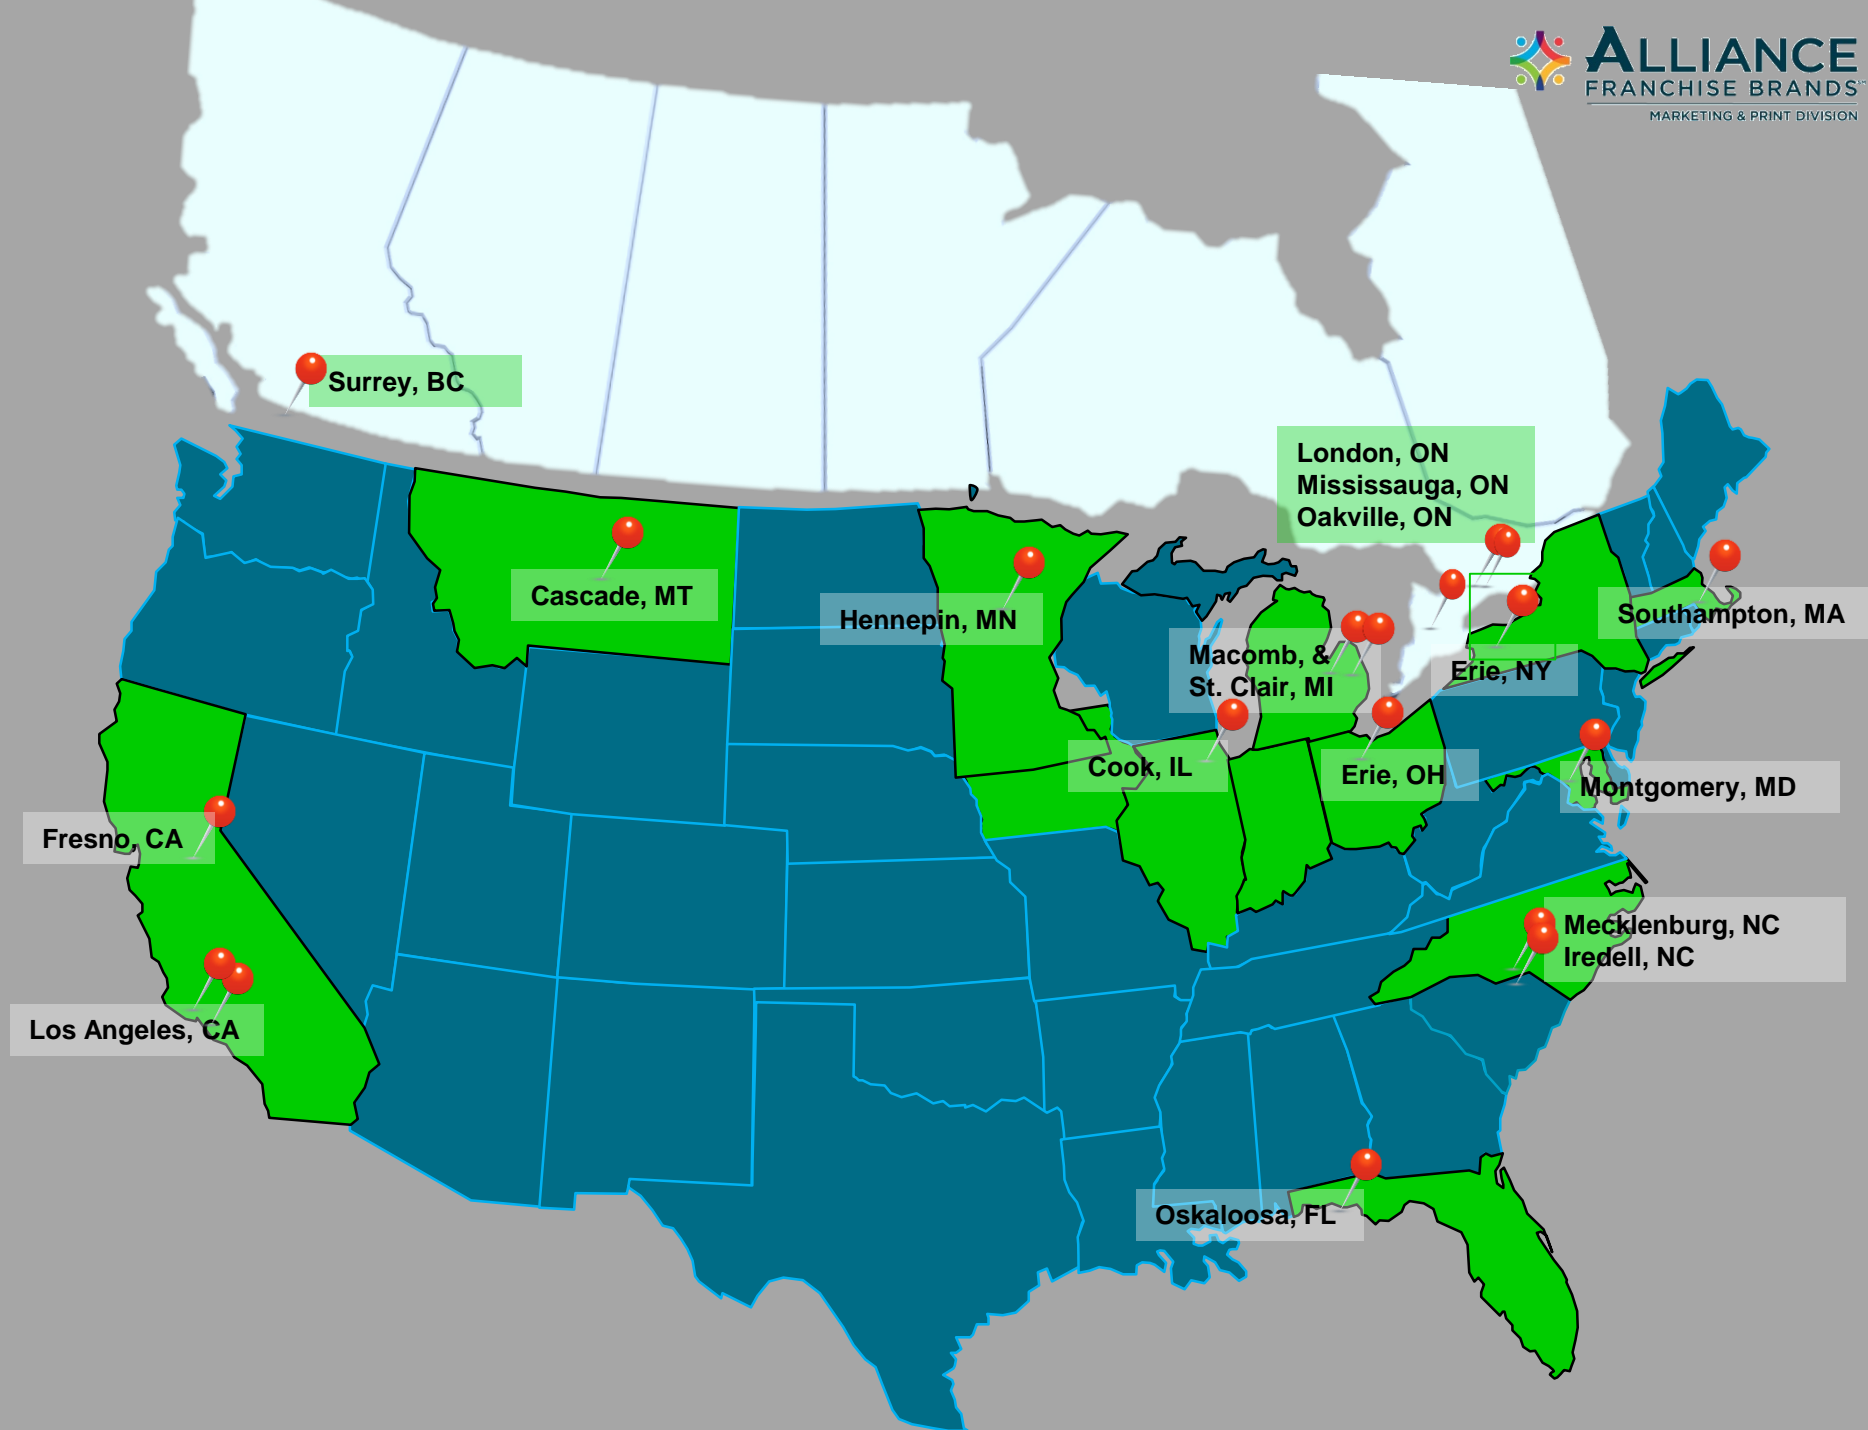 ALLIANCE
FRANCHISE BRANDS
MARKETING & PRINT DIVISION
Surrey, BC
London, ON
Mississauga, ON
Oakville, ON
Cascade, MT
Hennepin, MN
Southampton, MA
Macomb, &
St. Clair, MI
Erie, NY
Cook, IL
Erie, OH
Montgomery, MD
Fresno, CA
Mecklenburg, NC
Iredell, NC
Los Angeles, CA
Oskaloosa, FL